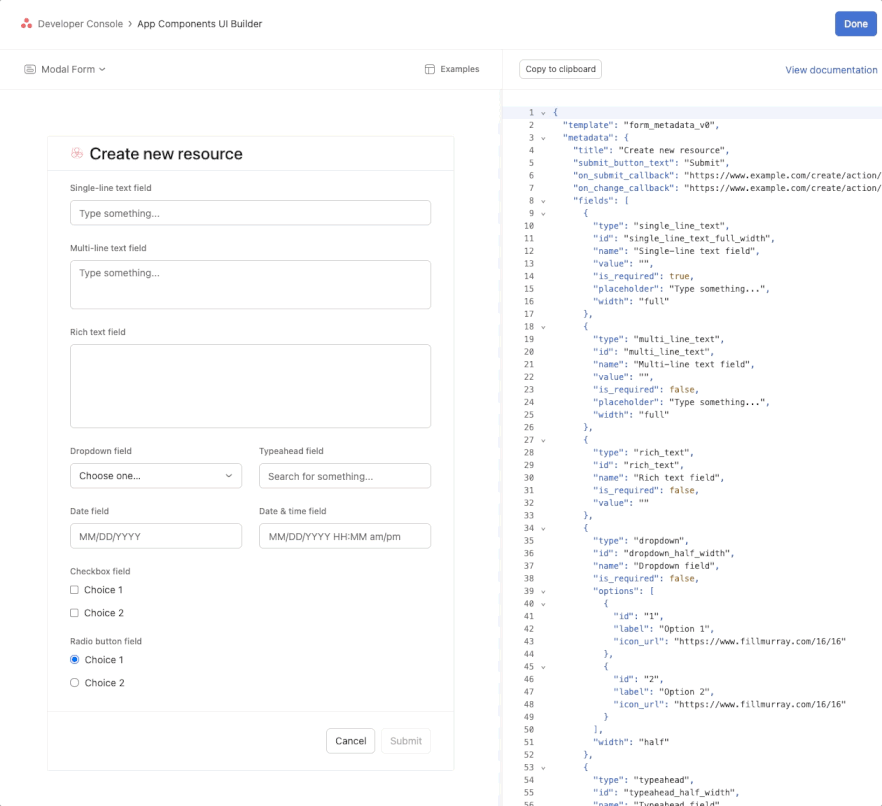 Developer Console > App Components UI Builder
Done
Modal Form
Examples
Copy to clipboard
View documentation
Create new resource
Single-line text field
Type something...
Multi-line text field
Type something...
Rich text field
Dropdown field
Typeahead field
Choose one...
Search for something...
Date field
Date & time field
MM/DD/YYYY
MM/DD/YYYY HH:MM am/pm
Checkbox field
Choice 1
Choice 2
Radio button field
Choice 1
Choice 2
Cancel
Submit
1 {
2 "template": "form_metadata_v0",
3 "metadata": {
4 "title": "Create new resource",
5 "submit_button_text": "Submit",
6 "on_submit_callback": "https://www.example.com/create/action/
7 "on_change_callback": "https://www.example.com/create/action/
8 "fields": [
9 {
10 "type": "single_line_text",
11 "id": "single_line_text_full_width",
12 "name": "Single-line text field",
13 "value": "",
14 "is_required": true,
15 "placeholder": "Type something...",
16 "width": "full"
17 },
18 {
19 "type": "multi_line_text",
20 "id": "multi_line_text",
21 "name": "Multi-line text field",
22 "value": "",
23 "is_required": false,
24 "placeholder": "Type something...",
25 "width": "full"
26 },
27 {
28 "type": "rich_text",
29 "id": "rich_text",
30 "name": "Rich text field",
31 "is_required": false,
32 "value": ""
33 },
34 {
35 "type": "dropdown",
36 "id": "dropdown_half_width",
37 "name": "Dropdown field",
38 "is_required": false,
39 "options": [
40 {
41 "id": "1",
42 "label": "Option 1",
43 "icon_url": "https://www.fillmurray.com/16/16"
44 },
45 {
46 "id": "2",
47 "label": "Option 2",
48 "icon_url": "https://www.fillmurray.com/16/16"
49 }
50 ],
51 "width": "half"
52 },
53 {
54 "type": "typeahead",
55 "id": "typeahead_half_width",
56 "name": "Typeahead field",